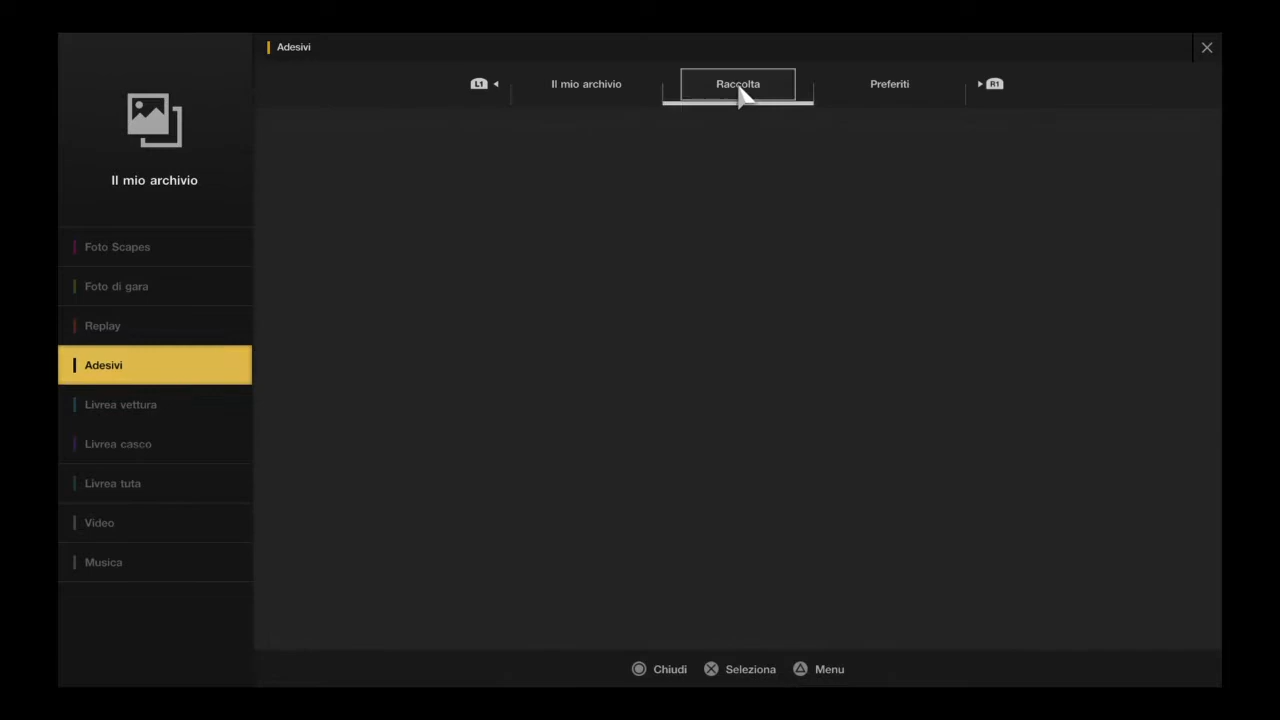 Adesivi
L1 Il mio archivio Raccolta Preferiti R1
Il mio archivio
Foto Scapes
Foto di gara
Replay
Adesivi
Livrea vettura
Livrea casco
Livrea tuta
Video
Musica
Chiudi Seleziona Menu